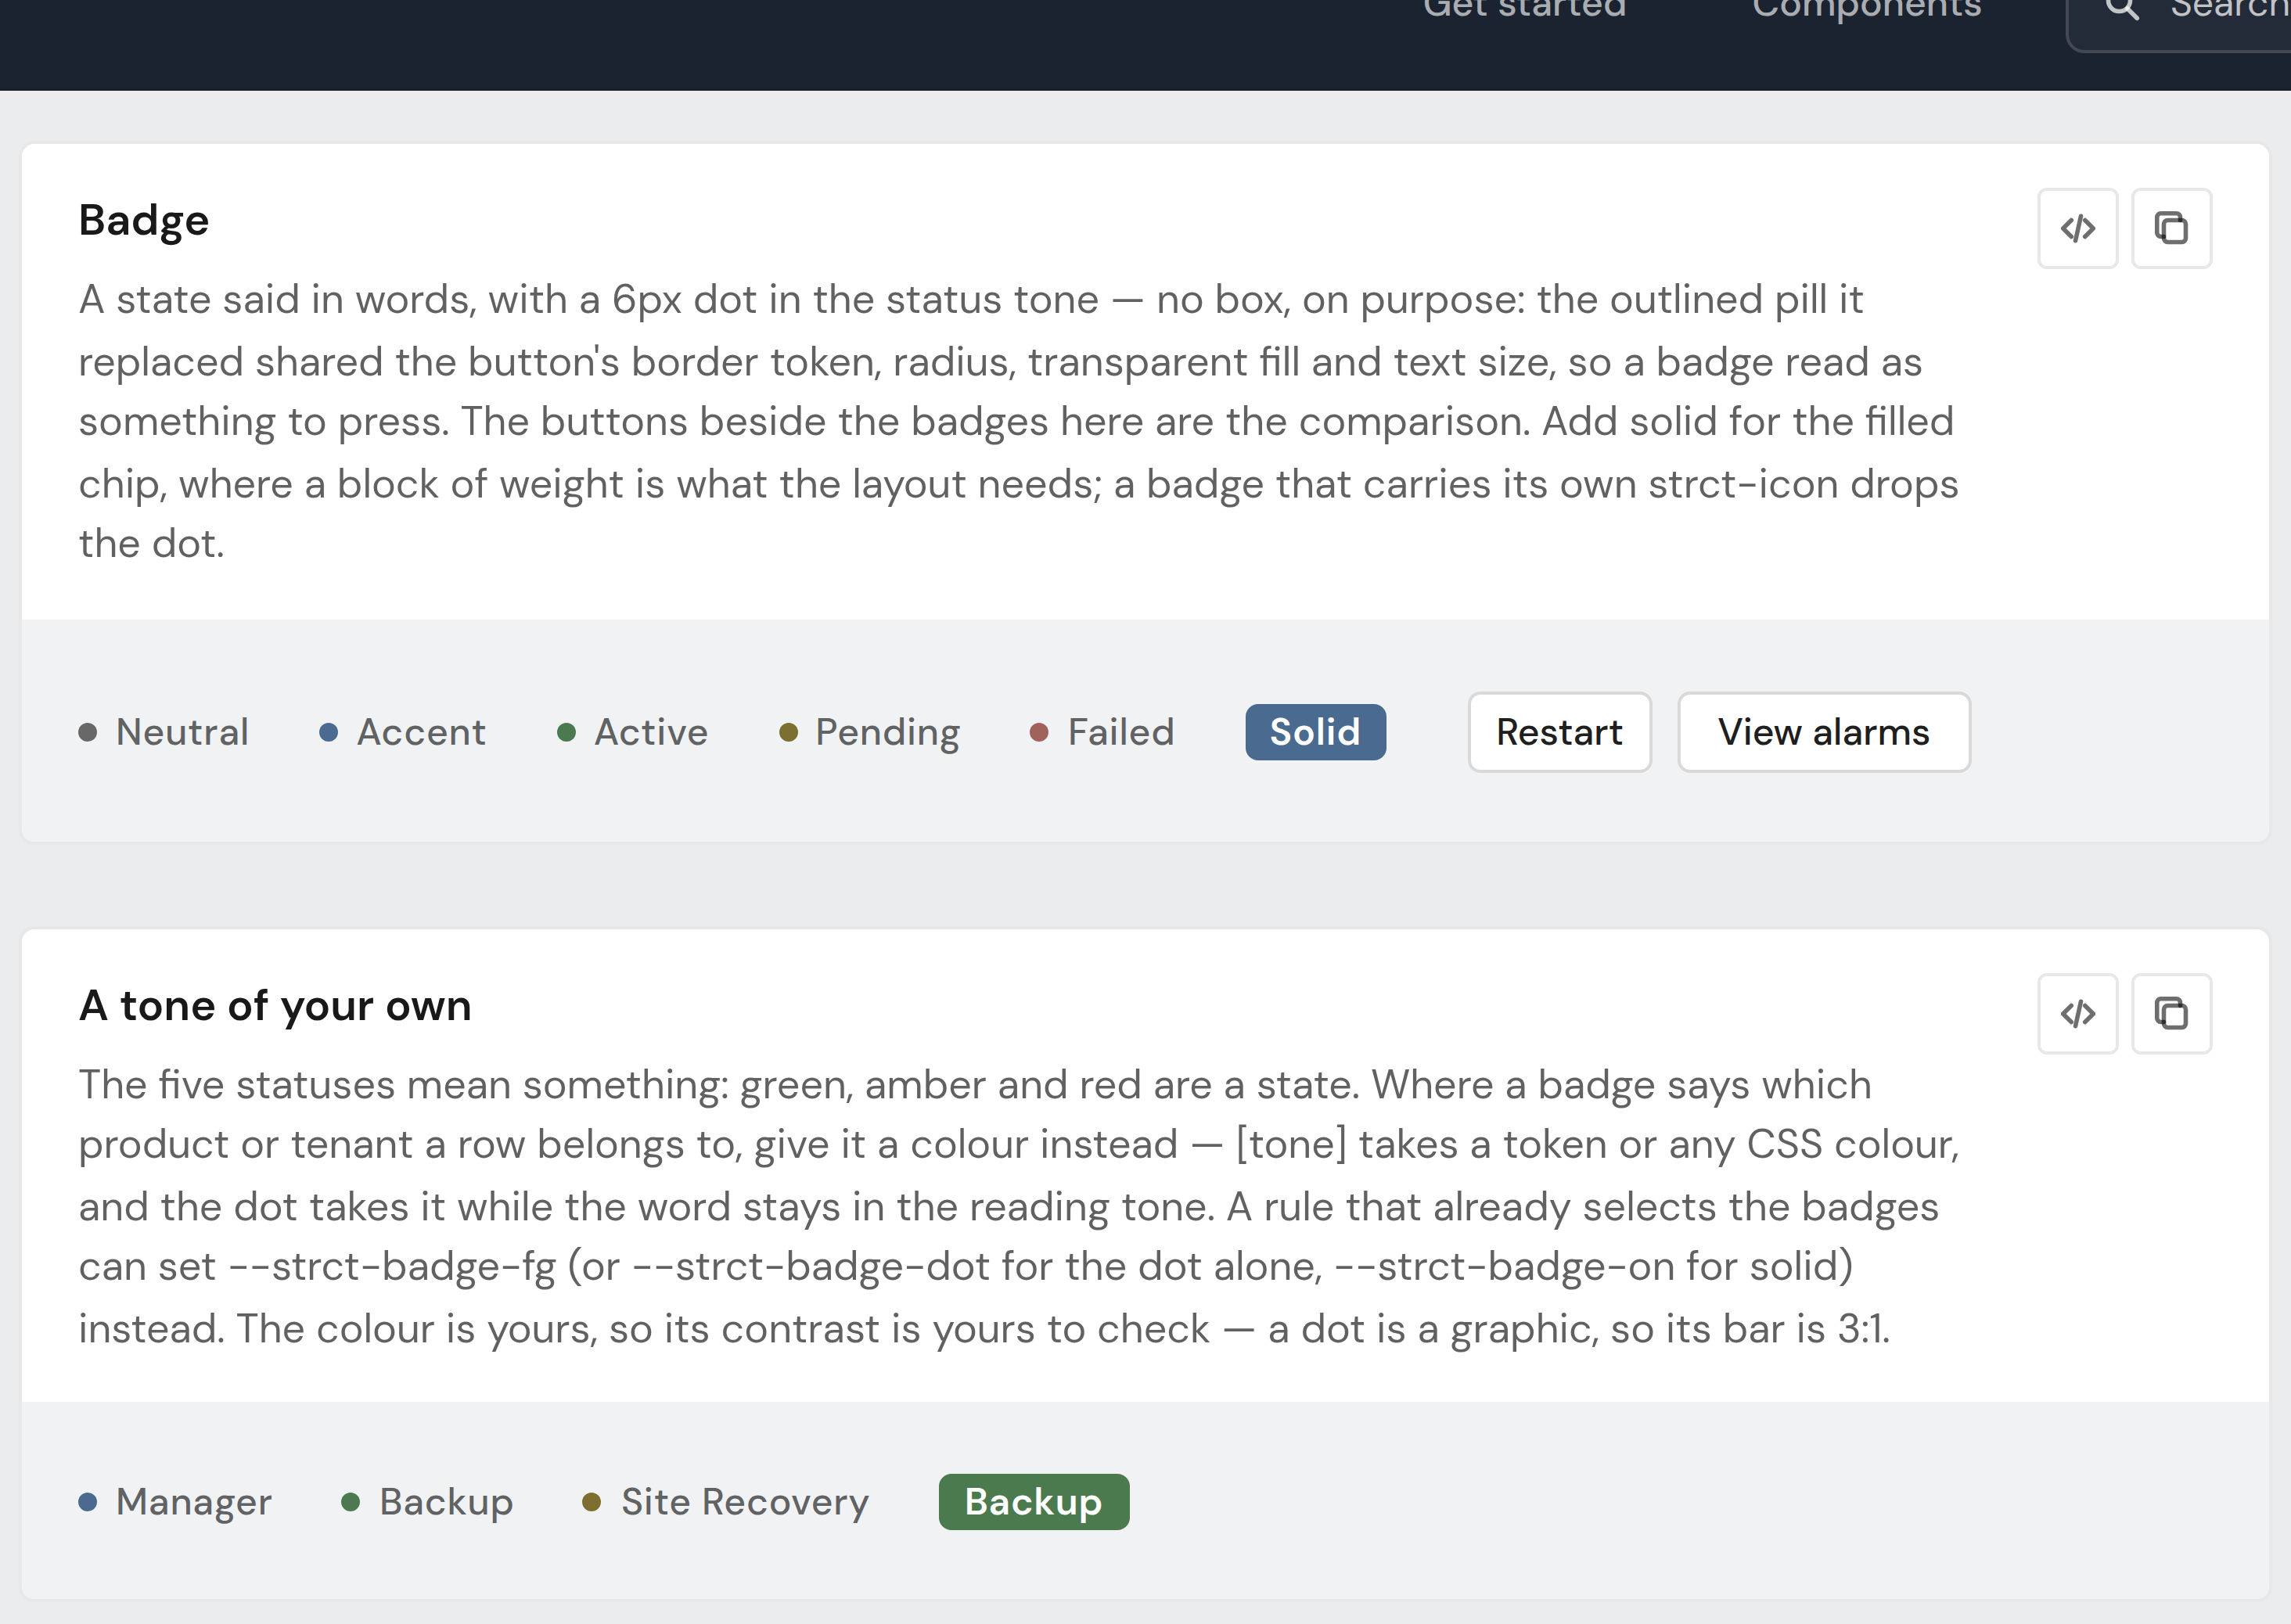 Get started Components Search
Badge
A state said in words, with a 6px dot in the status tone — no box, on purpose: the outlined pill it
replaced shared the button's border token, radius, transparent fill and text size, so a badge read as
something to press. The buttons beside the badges here are the comparison. Add solid for the filled
chip, where a block of weight is what the layout needs; a badge that carries its own strct-icon drops
the dot.
Neutral Accent Active Pending Failed Solid Restart View alarms
A tone of your own
The five statuses mean something: green, amber and red are a state. Where a badge says which
product or tenant a row belongs to, give it a colour instead — [tone] takes a token or any CSS colour,
and the dot takes it while the word stays in the reading tone. A rule that already selects the badges
can set --strct-badge-fg (or --strct-badge-dot for the dot alone, --strct-badge-on for solid)
instead. The colour is yours, so its contrast is yours to check — a dot is a graphic, so its bar is 3:1.
Manager Backup Site Recovery Backup